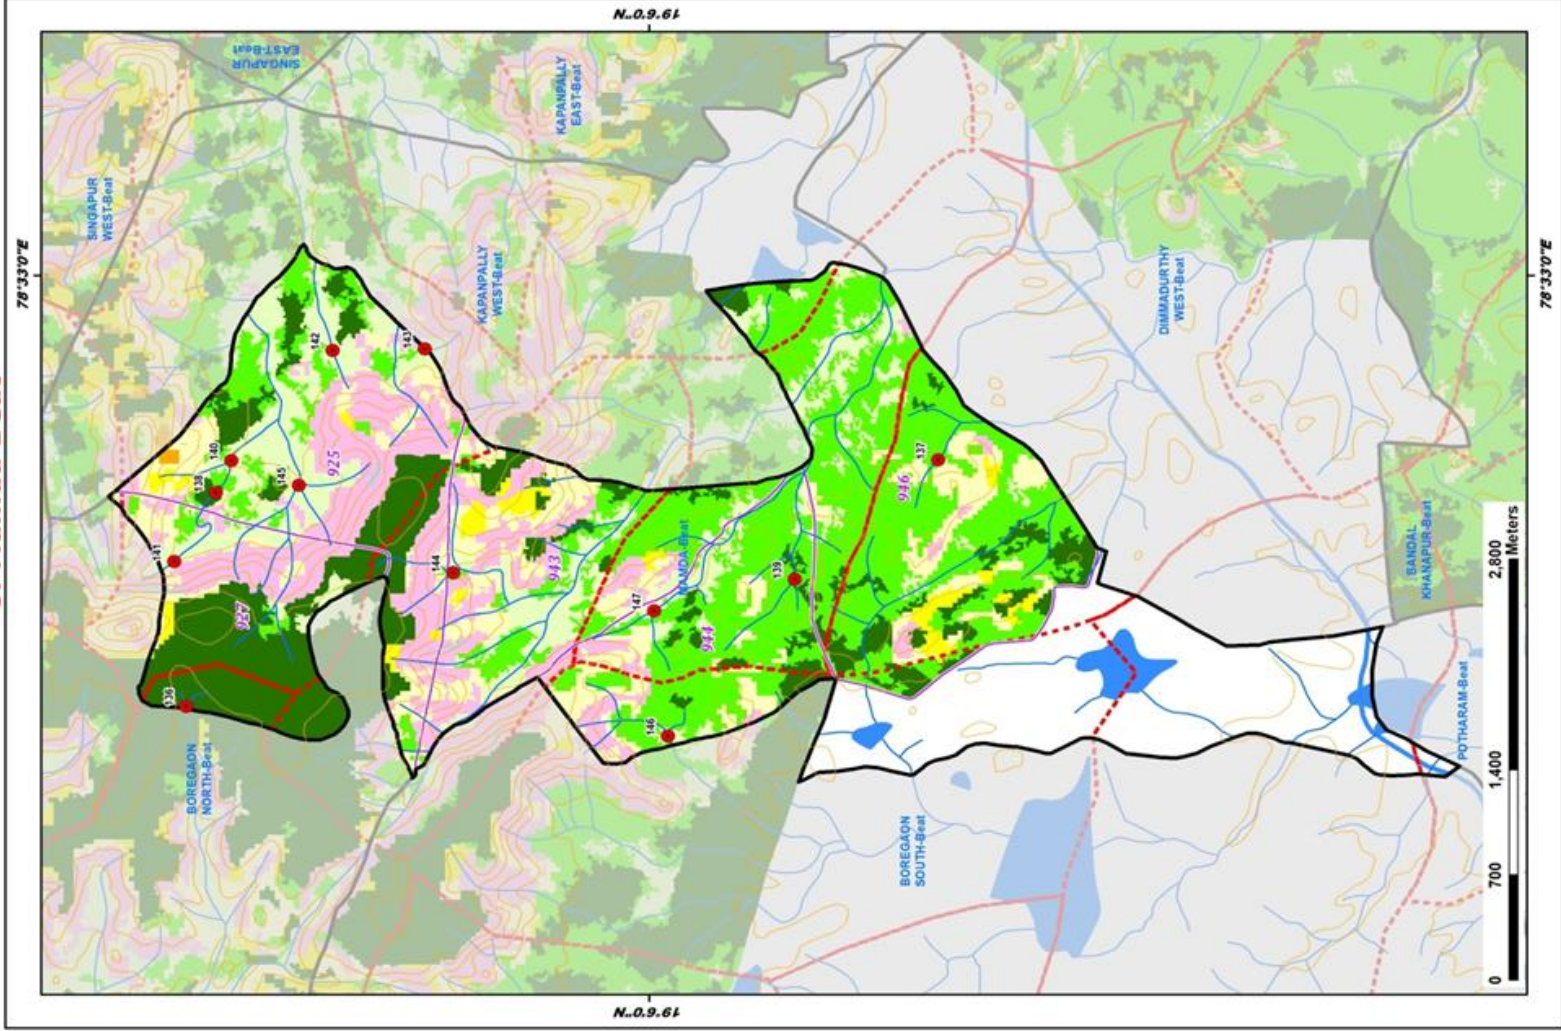 19°6'0"N
78°33'0"E
SINGAPUR
WEST-Beat
SINGAPUR
EAST-Beat
KAPANPALLY
EAST-Beat
KAPANPALLY
WEST-Beat
142
143
140
138
145
925
141
927
136
144
943
NAMDA-Beat
147
139
944
146
946
137
BOREGAON
NORTH-Beat
BOREGAON
SOUTH-Beat
DIMMADURTHY
WEST-Beat
BANDAL
KHANAPUR-Beat
POTHARAM-Beat
0
700
1,400
2,800
Meters
78°33'0"E
19°6'0"N